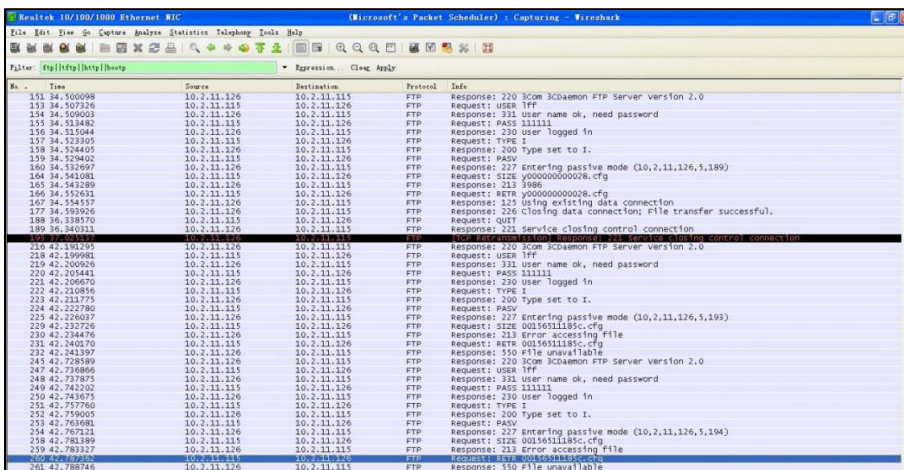 Realtek 10/100/1000 Ethernet NIC (Microsoft's Packet Scheduler) : Capturing - Wireshark
File Edit View Go Capture Analyze Statistics Telephony Tools Help
Filter: ftp||tftp||http||bootp Expression... Clear Apply
No. . Time Source Destination Protocol Info
151 34.500098 10.2.11.126 10.2.11.115 FTP Response: 220 3Com 3CDaemon FTP Server Version 2.0
153 34.507326 10.2.11.115 10.2.11.126 FTP Request: USER lff
154 34.509003 10.2.11.126 10.2.11.115 FTP Response: 331 User name ok, need password
155 34.513482 10.2.11.115 10.2.11.126 FTP Request: PASS 111111
156 34.515044 10.2.11.126 10.2.11.115 FTP Response: 230 User logged in
157 34.523305 10.2.11.115 10.2.11.126 FTP Request: TYPE I
158 34.524405 10.2.11.126 10.2.11.115 FTP Response: 200 Type set to I.
159 34.529402 10.2.11.115 10.2.11.126 FTP Request: PASV
160 34.532697 10.2.11.126 10.2.11.115 FTP Response: 227 Entering passive mode (10,2,11,126,5,189)
164 34.541081 10.2.11.115 10.2.11.126 FTP Request: SIZE y000000000028.cfg
165 34.543289 10.2.11.126 10.2.11.115 FTP Response: 213 3986
166 34.552631 10.2.11.115 10.2.11.126 FTP Request: RETR y000000000028.cfg
167 34.554557 10.2.11.126 10.2.11.115 FTP Response: 125 Using existing data connection
177 34.593926 10.2.11.126 10.2.11.115 FTP Response: 226 Closing data connection; File transfer successful.
188 36.338570 10.2.11.115 10.2.11.126 FTP Request: QUIT
189 36.340311 10.2.11.126 10.2.11.115 FTP Response: 221 Service closing control connection
195 37.025137 10.2.11.126 10.2.11.115 FTP [TCP Retransmission] Response: 221 Service closing control connection
216 42.191295 10.2.11.126 10.2.11.115 FTP Response: 220 3Com 3CDaemon FTP Server Version 2.0
218 42.199981 10.2.11.115 10.2.11.126 FTP Request: USER lff
219 42.200926 10.2.11.126 10.2.11.115 FTP Response: 331 User name ok, need password
220 42.205441 10.2.11.115 10.2.11.126 FTP Request: PASS 111111
221 42.206670 10.2.11.126 10.2.11.115 FTP Response: 230 User logged in
222 42.210856 10.2.11.115 10.2.11.126 FTP Request: TYPE I
223 42.211775 10.2.11.126 10.2.11.115 FTP Response: 200 Type set to I.
224 42.222780 10.2.11.115 10.2.11.126 FTP Request: PASV
225 42.226037 10.2.11.126 10.2.11.115 FTP Response: 227 Entering passive mode (10,2,11,126,5,193)
229 42.232726 10.2.11.115 10.2.11.126 FTP Request: SIZE 00156511185c.cfg
230 42.234476 10.2.11.126 10.2.11.115 FTP Response: 213 Error accessing file
231 42.240170 10.2.11.115 10.2.11.126 FTP Request: RETR 00156511185c.cfg
232 42.241397 10.2.11.126 10.2.11.115 FTP Response: 550 File unavailable
245 42.728589 10.2.11.126 10.2.11.115 FTP Response: 220 3Com 3CDaemon FTP Server Version 2.0
247 42.736866 10.2.11.115 10.2.11.126 FTP Request: USER lff
248 42.737875 10.2.11.126 10.2.11.115 FTP Response: 331 User name ok, need password
249 42.742202 10.2.11.115 10.2.11.126 FTP Request: PASS 111111
250 42.743675 10.2.11.126 10.2.11.115 FTP Response: 230 User logged in
251 42.757760 10.2.11.115 10.2.11.126 FTP Request: TYPE I
252 42.759005 10.2.11.126 10.2.11.115 FTP Response: 200 Type set to I.
253 42.763681 10.2.11.115 10.2.11.126 FTP Request: PASV
254 42.767121 10.2.11.126 10.2.11.115 FTP Response: 227 Entering passive mode (10,2,11,126,5,194)
258 42.781389 10.2.11.115 10.2.11.126 FTP Request: SIZE 00156511185c.cfg
259 42.783327 10.2.11.126 10.2.11.115 FTP Response: 213 Error accessing file
260 42.787362 10.2.11.115 10.2.11.126 FTP Request: RETR 00156511185c.cfg
261 42.788746 10.2.11.126 10.2.11.115 FTP Response: 550 File unavailable